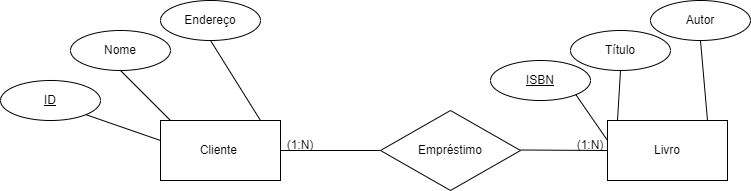 Endereço
Autor
Nome
Título
ISBN
ID
Cliente
(1:N)
Empréstimo
(1:N)
Livro